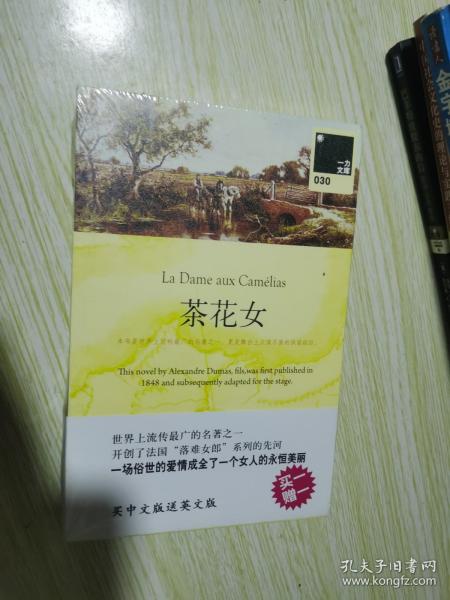 一力
文库
030
La Dame aux Camélias
茶花女
This novel by Alexandre Dumas, fils, was first published in
1848 and subsequently adapted for the stage.
世界上流传最广的名著之一
开创了法国“落难女郎”系列的先河
一场俗世的爱情成全了一个女人的永恒美丽
买一
赠一
买中文版送英文版
孔夫子旧书网
www.kongfz.com